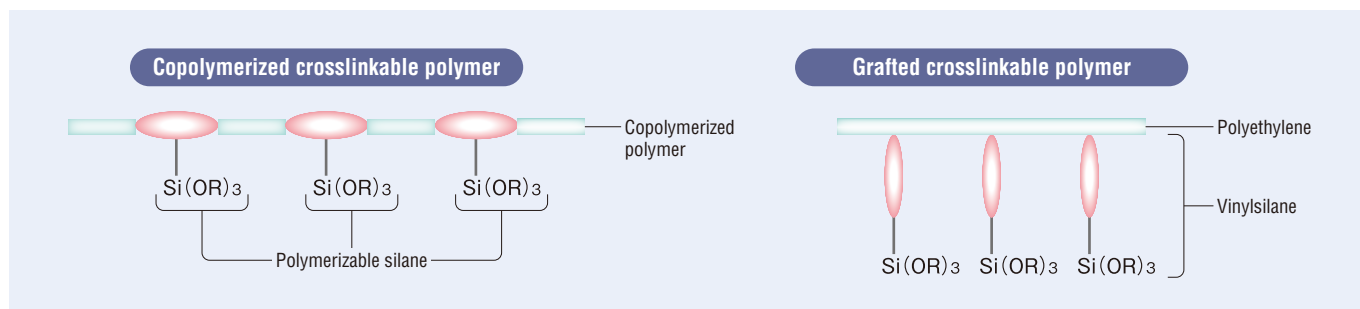 Copolymerized crosslinkable polymer
Copolymerized
polymer
Si(OR)3 Si(OR)3 Si(OR)3
Polymerizable silane
Grafted crosslinkable polymer
Polyethylene
Vinylsilane
Si(OR)3 Si(OR)3 Si(OR)3